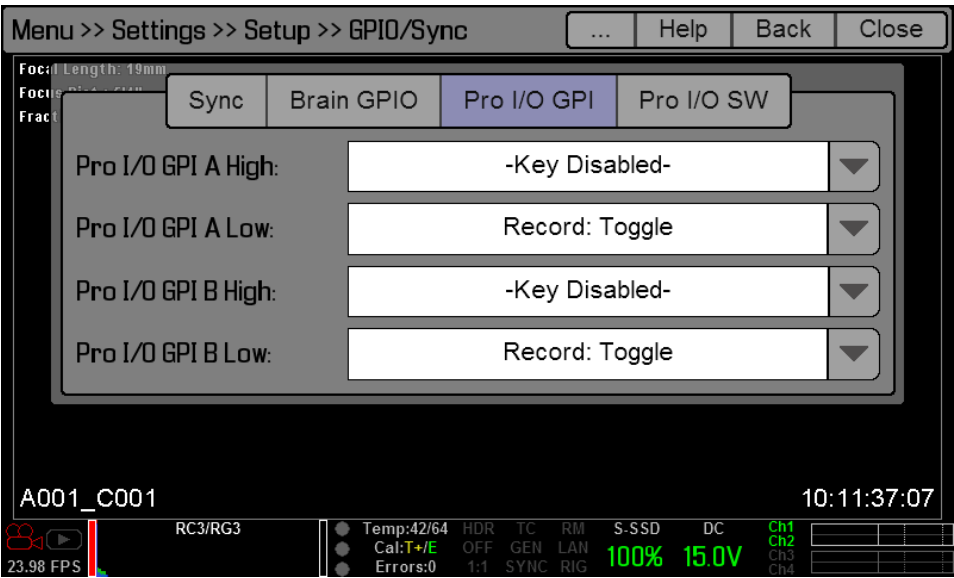 Menu >> Settings >> Setup >> GPIO/Sync ... Help Back Close
Focal Length: 19mm
Focus
Fract
Sync Brain GPIO Pro I/O GPI Pro I/O SW
Pro I/O GPI A High: -Key Disabled-
Pro I/O GPI A Low: Record: Toggle
Pro I/O GPI B High: -Key Disabled-
Pro I/O GPI B Low: Record: Toggle
A001_C001 10:11:37:07
RC3/RG3 Temp:42/64 HDR TC RM S-SSD DC Ch1
Cal:T+/E OFF GEN LAN 100% 15.0V Ch2
Ch3
23.98 FPS Errors:0 1:1 SYNC RIG Ch4